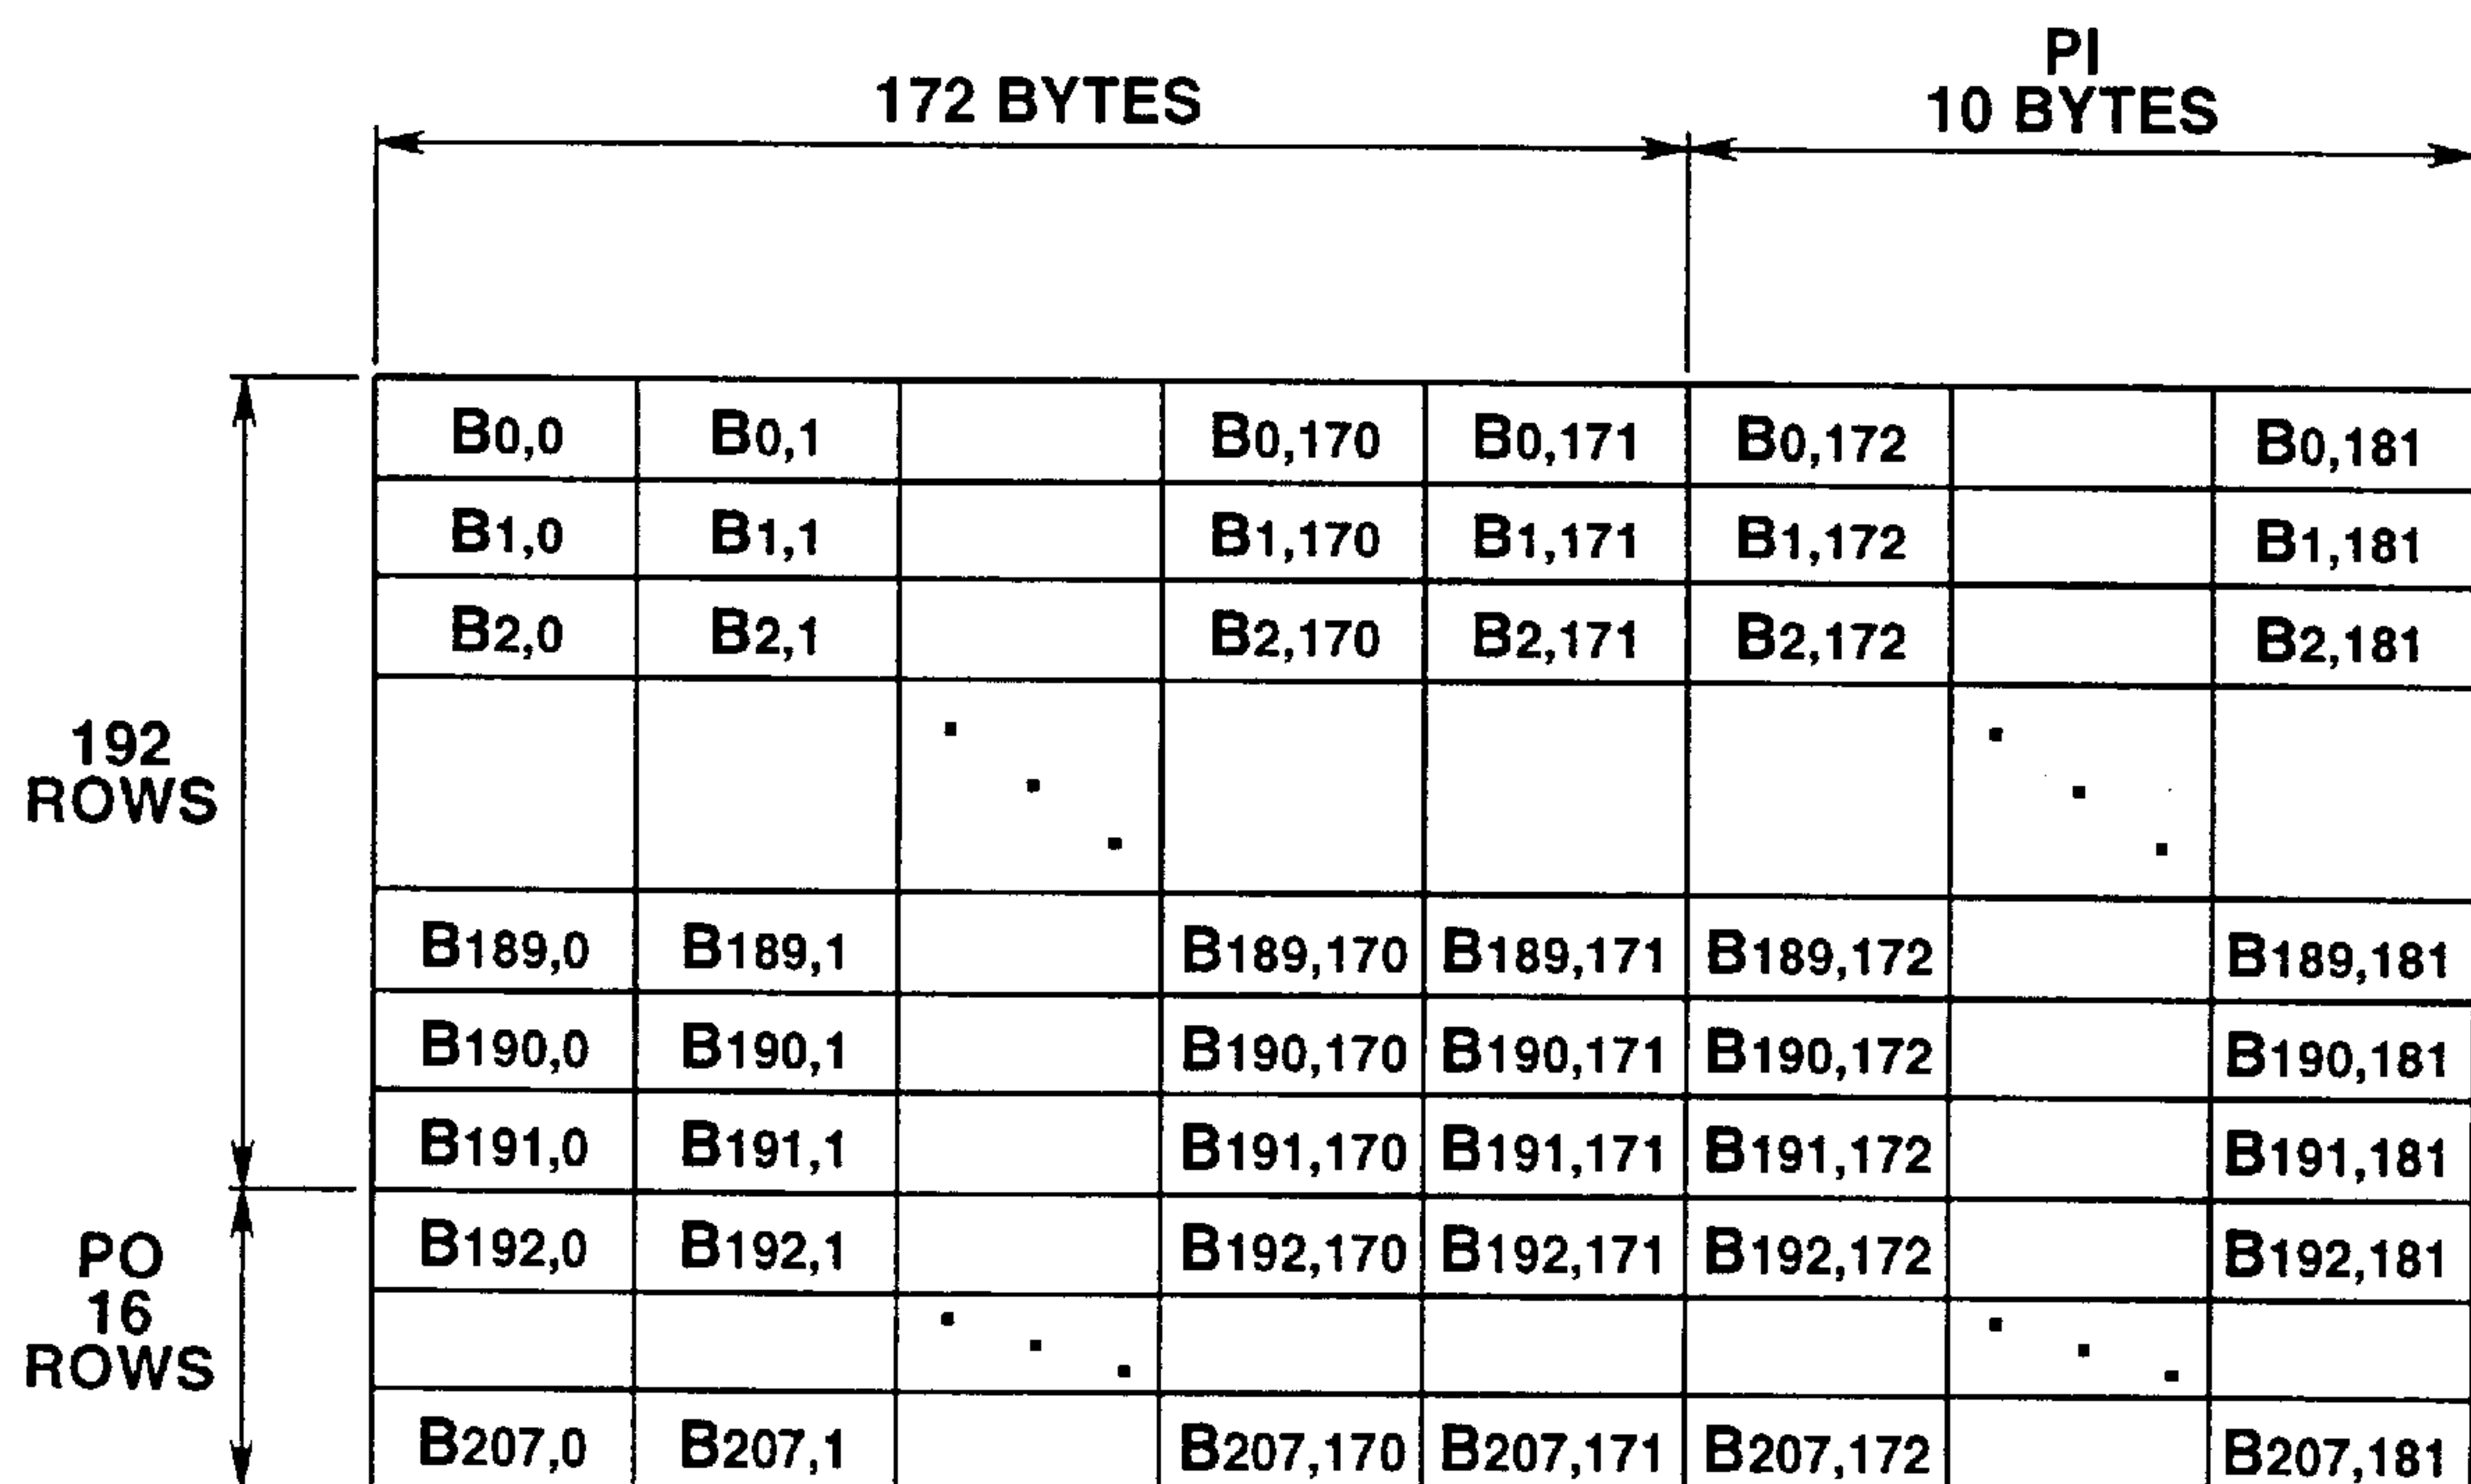 PI
172 BYTES
10 BYTES
B0,0 B0,1 B0,170 B0,171 B0,172 B0,181
B1,0 B1,1 B1,170 B1,171 B1,172 B1,181
B2,0 B2,1 B2,170 B2,171 B2,172 B2,181
192
ROWS
B189,0 B189,1 B189,170 B189,171 B189,172 B189,181
B190,0 B190,1 B190,170 B190,171 B190,172 B190,181
B191,0 B191,1 B191,170 B191,171 B191,172 B191,181
PO
16
ROWS
B192,0 B192,1 B192,170 B192,171 B192,172 B192,181
B207,0 B207,1 B207,170 B207,171 B207,172 B207,181